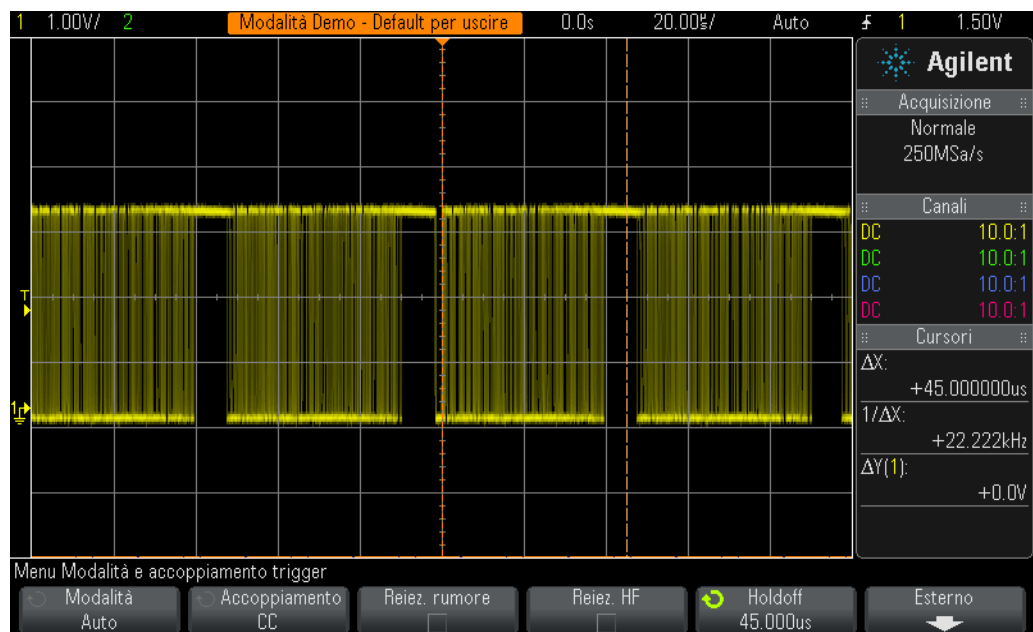 1 1.00V/ 2 Modalità Demo - Default per uscire 0.0s 20.00µs/ Auto 1 1.50V
Agilent
Acquisizione
Normale
250MSa/s
Canali
DC 10.0:1
DC 10.0:1
DC 10.0:1
DC 10.0:1
Cursori
ΔX:
+45.000000us
1/ΔX:
+22.222kHz
ΔY(1):
+0.0V
T
1
Menu Modalità e accoppiamento trigger
Modalità Accoppiamento Reiez. rumore Reiez. HF Holdoff Esterno
Auto CC 45.000us